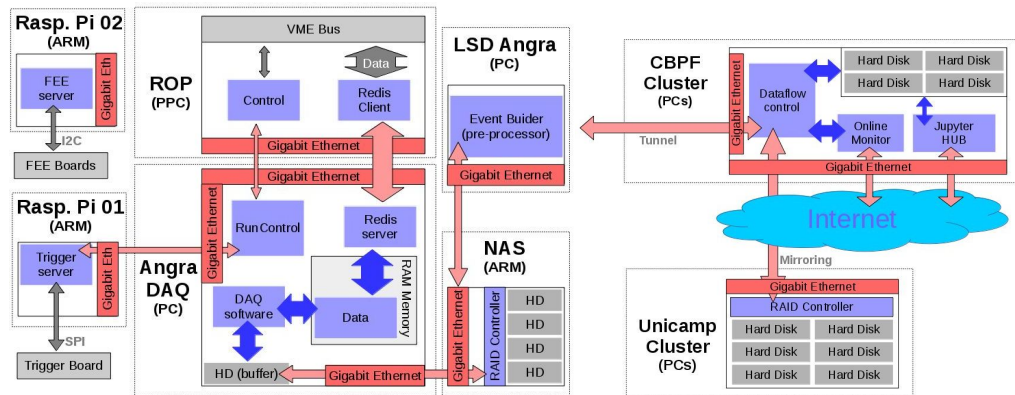 Rasp. Pi 02
(ARM)
FEE
server
Gigabit Eth
I2C
FEE Boards
Rasp. Pi 01
(ARM)
Trigger
server
Gigabit Eth
SPI
Trigger Board
ROP
(PPC)
VME Bus
Data
Control
Redis
Client
Gigabit Ethernet
Angra
DAQ
(PC)
Gigabit Ethernet
Gigabit Ethernet
Run Control
Redis
server
RAM Memory
DAQ
software
Data
HD (buffer)
Gigabit Ethernet
LSD Angra
(PC)
Event Buider
(pre-processor)
Gigabit Ethernet
NAS
(ARM)
Gigabit Ethernet
RAID Controller
HD
HD
HD
HD
Tunnel
CBPF
Cluster
(PCs)
Gigabit Ethernet
Dataflow
control
Hard Disk
Hard Disk
Hard Disk
Hard Disk
Online
Monitor
Jupyter
HUB
Gigabit Ethernet
Internet
Mirroring
Unicamp
Cluster
(PCs)
Gigabit Ethernet
RAID Controller
Hard Disk
Hard Disk
Hard Disk
Hard Disk
Hard Disk
Hard Disk